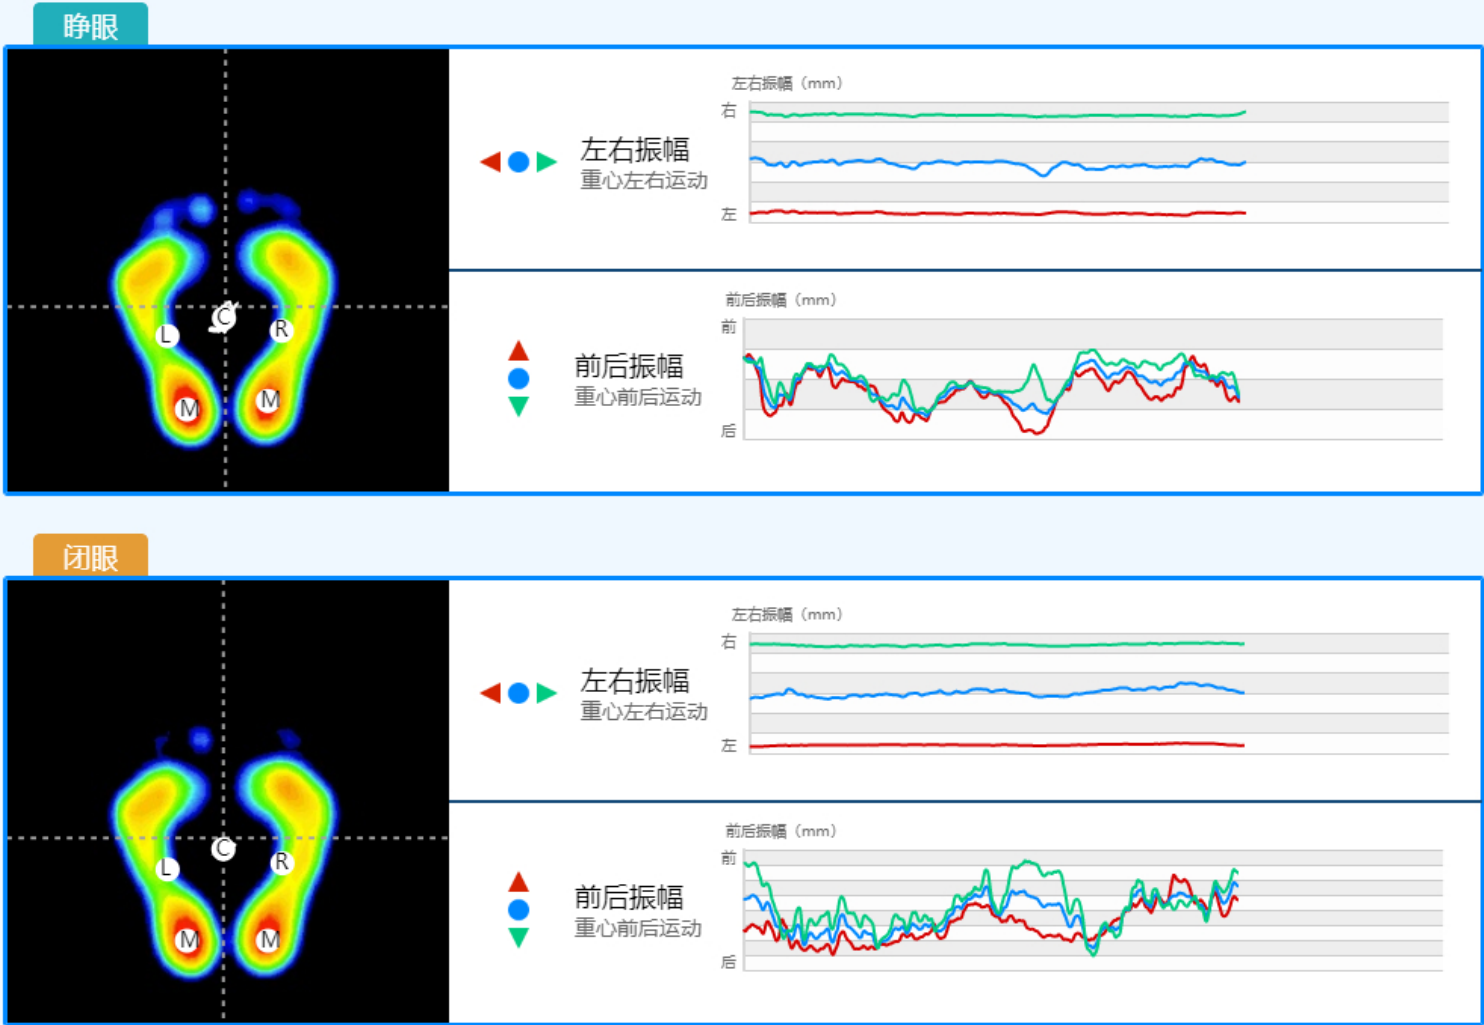 睁眼
左右振幅（mm）
右
左右振幅
重心左右运动
左
L
C
R
M
M
前后振幅（mm）
前
前后振幅
重心前后运动
后
闭眼
左右振幅（mm）
右
左右振幅
重心左右运动
左
L
C
R
M
M
前后振幅（mm）
前
前后振幅
重心前后运动
后